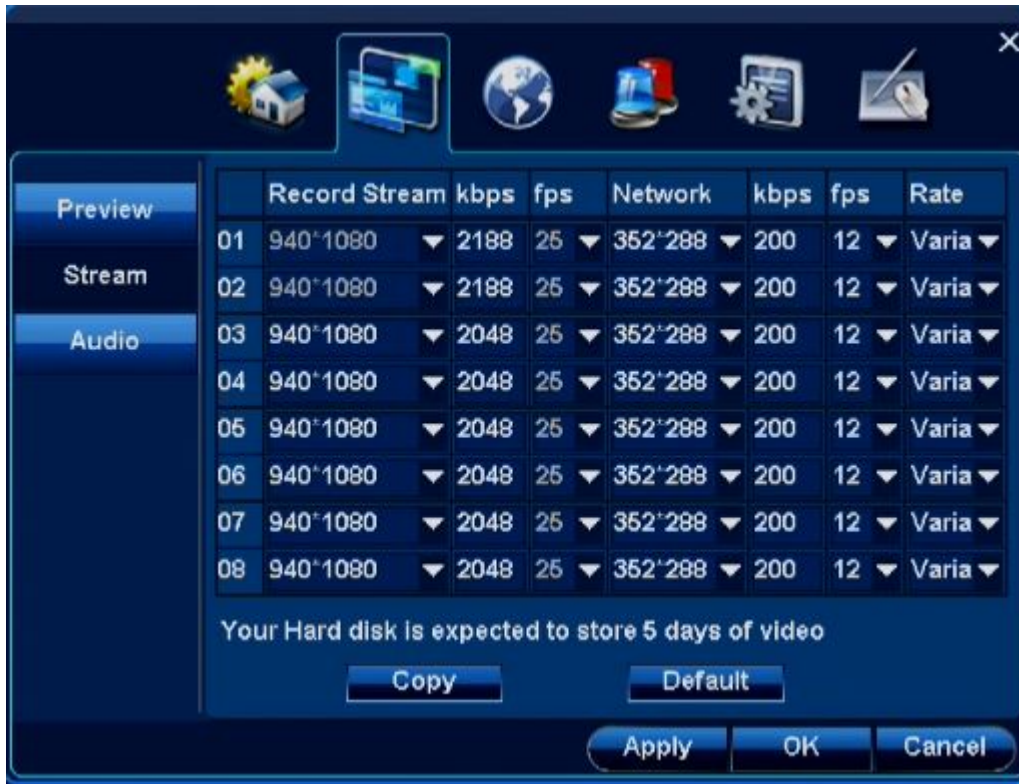 Record Stream kbps fps Network kbps fps Rate
Preview
01 940*1080 2188 25 352*288 200 12 Varia
Stream
02 940*1080 2188 25 352*288 200 12 Varia
Audio
03 940*1080 2048 25 352*288 200 12 Varia
04 940*1080 2048 25 352*288 200 12 Varia
05 940*1080 2048 25 352*288 200 12 Varia
06 940*1080 2048 25 352*288 200 12 Varia
07 940*1080 2048 25 352*288 200 12 Varia
08 940*1080 2048 25 352*288 200 12 Varia
Your Hard disk is expected to store 5 days of video
Copy Default
Apply OK Cancel